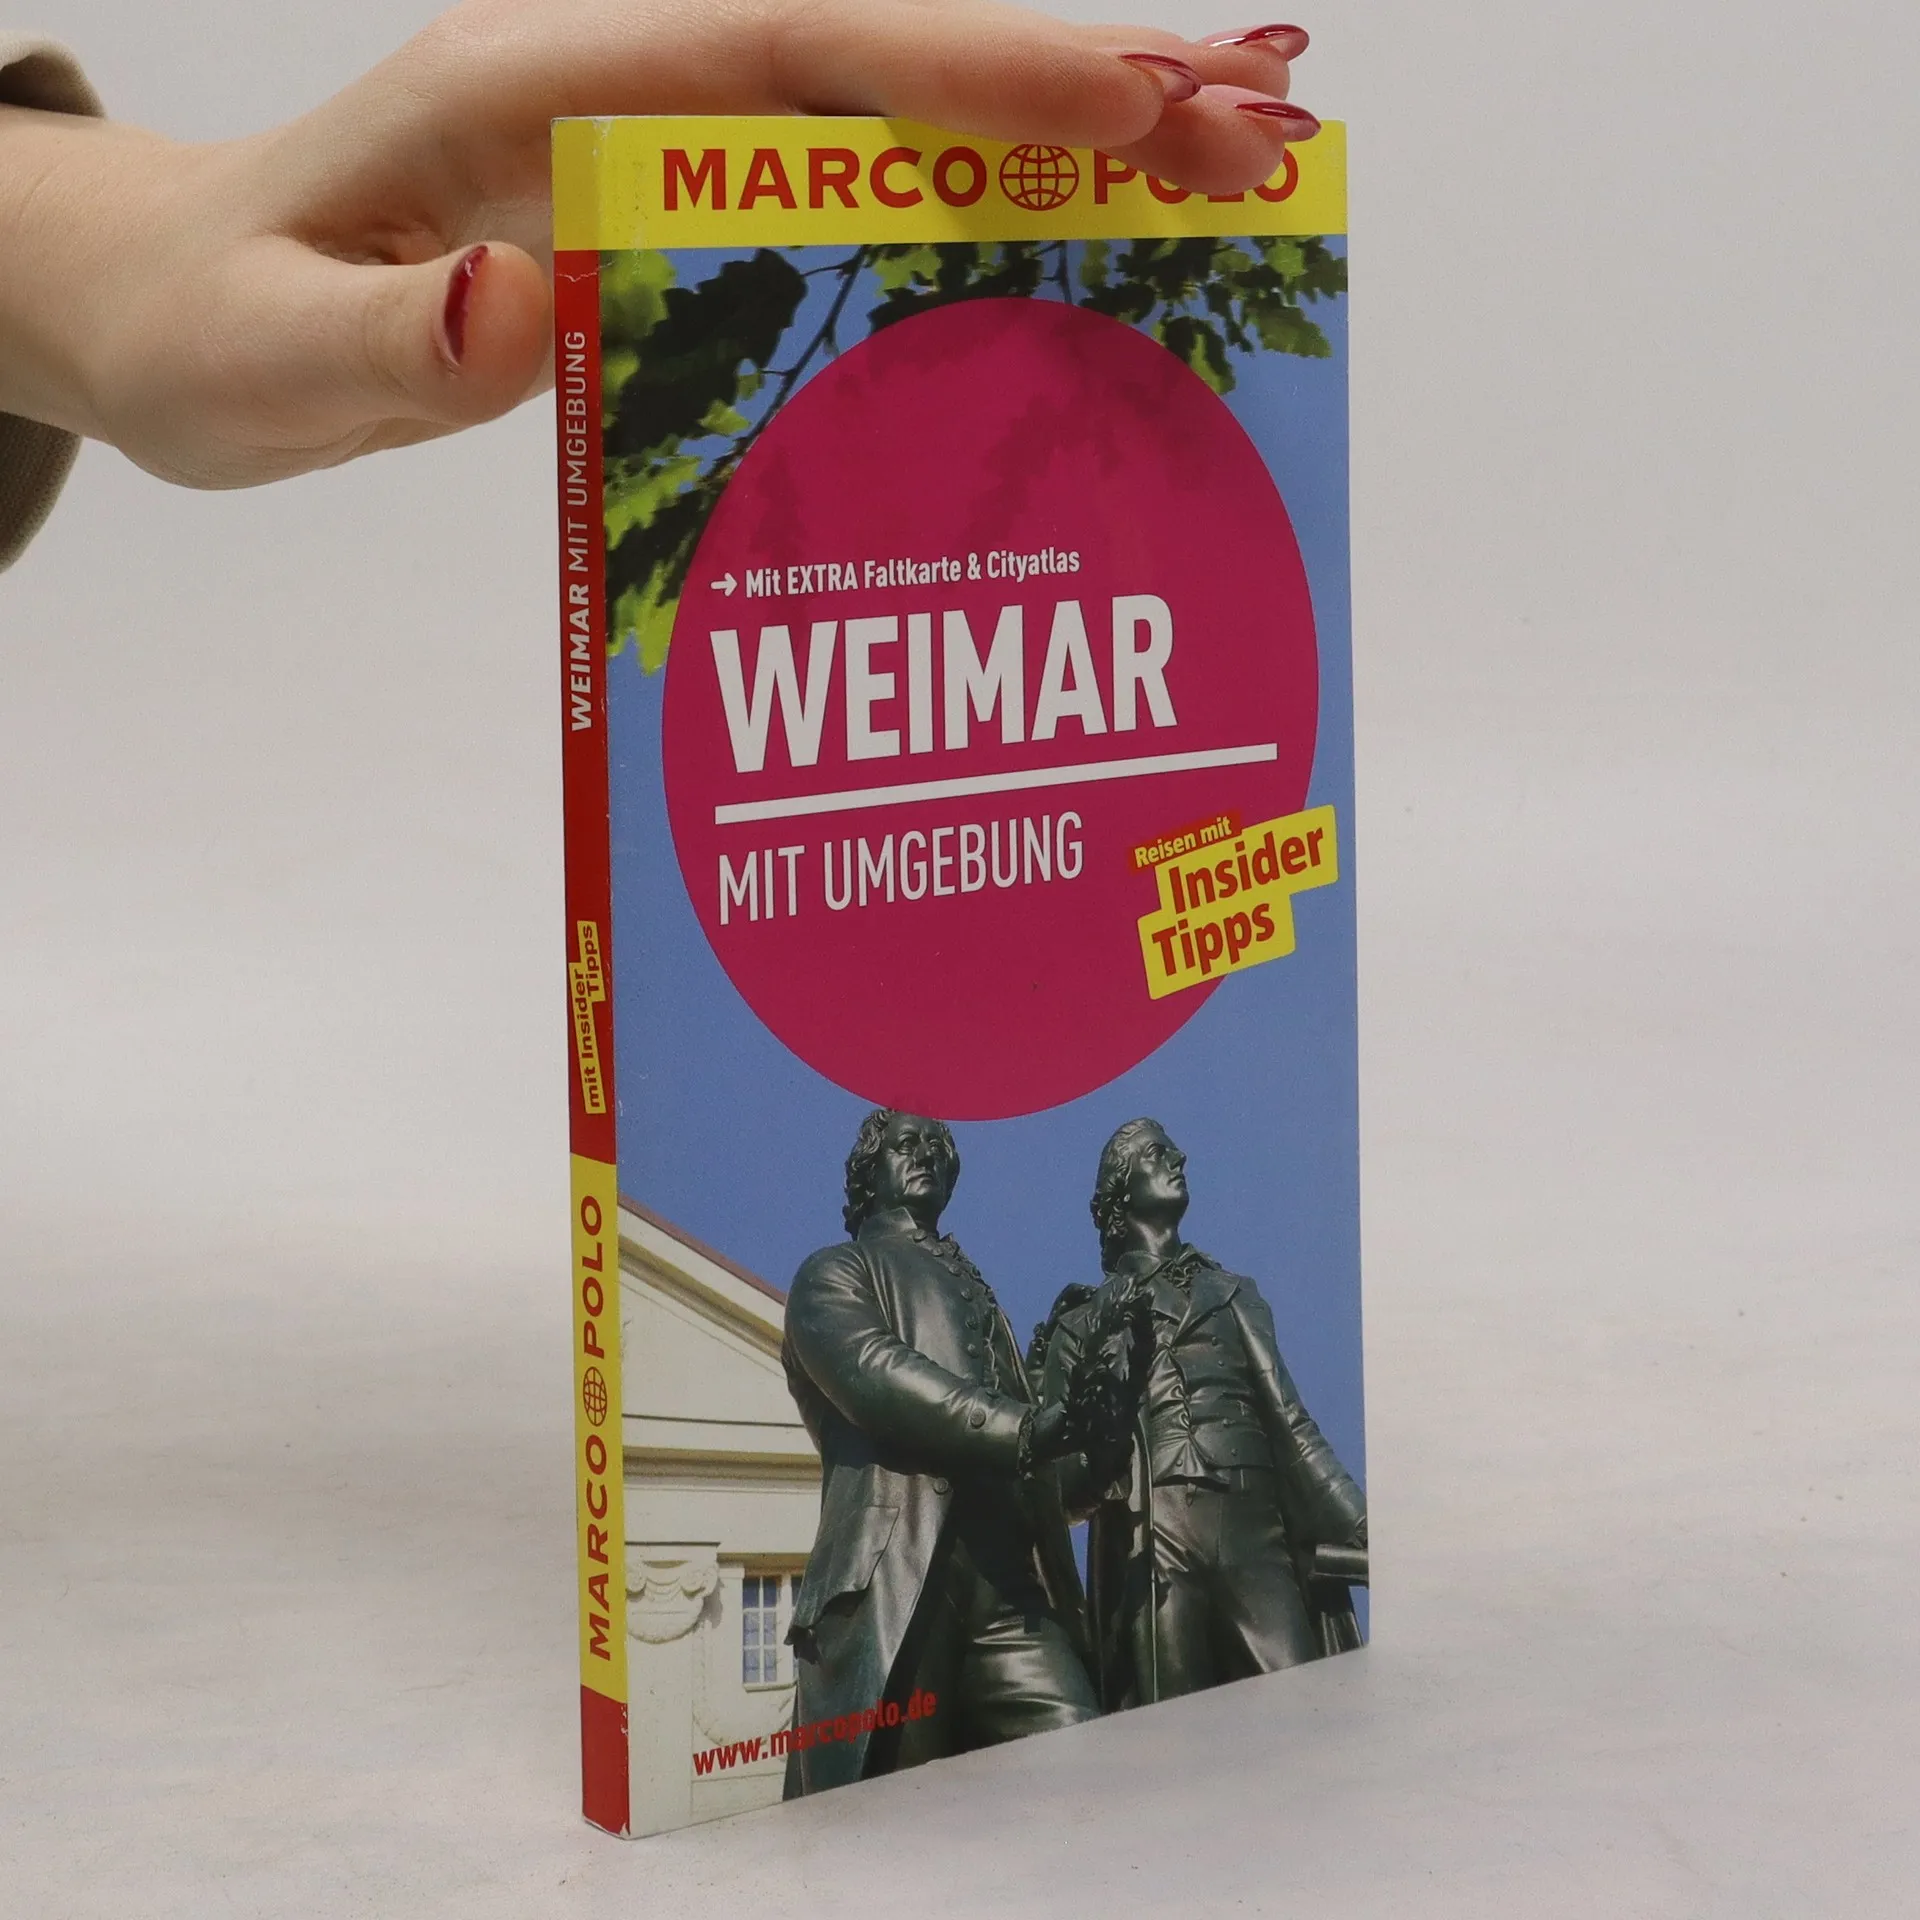 MARCO POLO
→ Mit EXTRA Faltkarte & Cityatlas
WEIMAR
MIT UMGEBUNG
Reisen mit
Insider
Tipps
www.marcopolo.de
WEIMAR MIT UMGEBUNG
mit Insider
Tipps
MARCO POLO